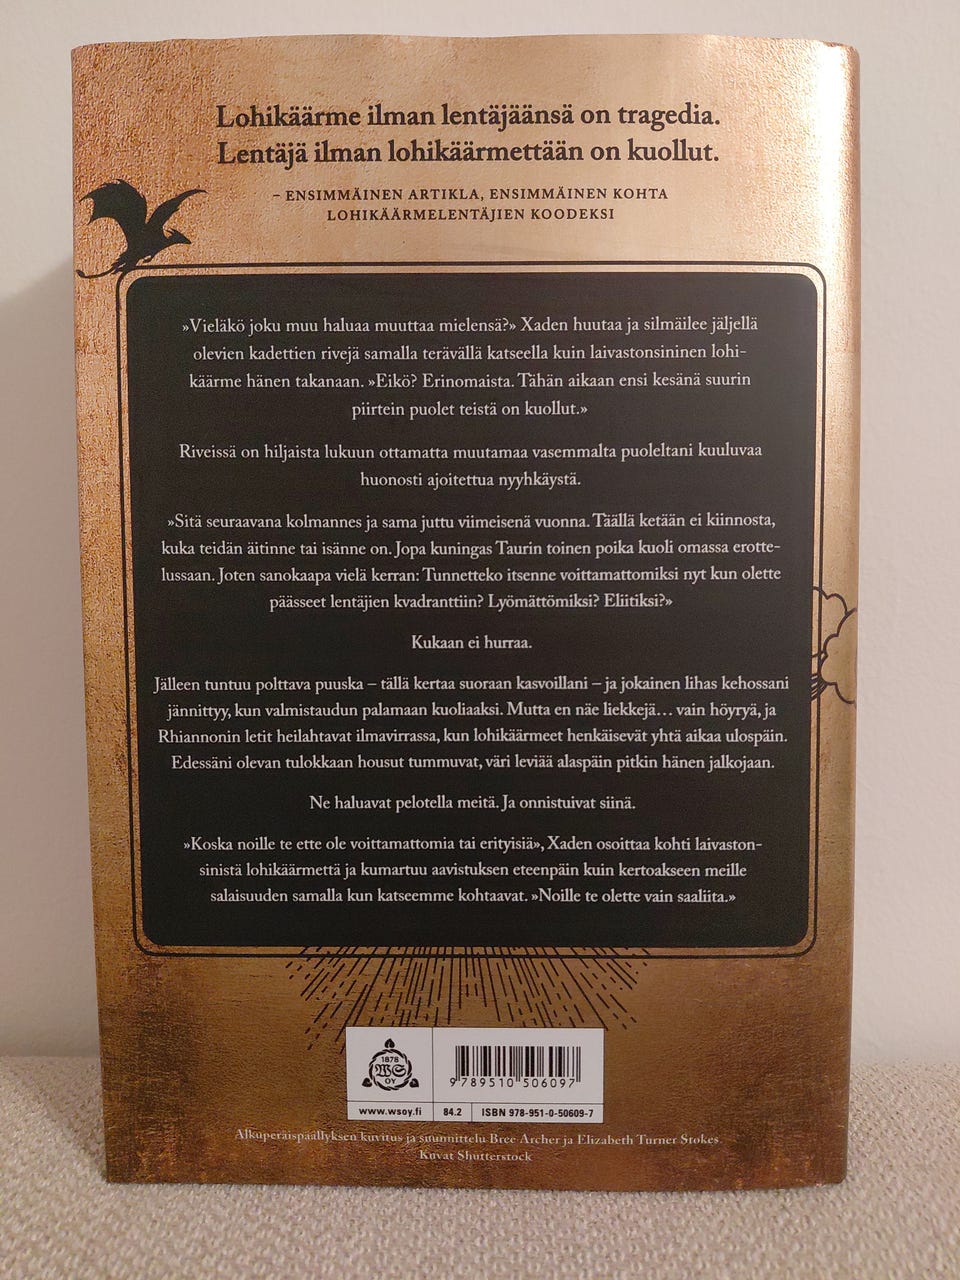 Lohikäärme ilman lentäjäänsä on tragedia.
Lentäjä ilman lohikäärmettään on kuollut.
– ENSIMMÄINEN ARTIKLA, ENSIMMÄINEN KOHTA
LOHIKÄÄRMELENTÄJIEN KOODEKSI
»Vieläkö joku muu haluaa muuttaa mielensä?» Xaden huutaa ja silmäilee jäljellä
olevien kadettien rivejä samalla terävällä katseella kuin laivastonsininen lohi-
käärme hänen takanaan. »Eikö? Erinomaista. Tähän aikaan ensi kesänä suurin
piirtein puolet teistä on kuollut.»
Riveissä on hiljaista lukuun ottamatta muutamaa vasemmalta puoleltani kuuluvaa
huonosti ajoitettua nyyhkäystä.
»Sitä seuraavana kolmannes ja sama juttu viimeisenä vuonna. Täällä ketään ei kiinnosta,
kuka teidän äitinne tai isänne on. Jopa kuningas Taurin toinen poika kuoli omassa erotte-
lussaan. Joten sanokaapa vielä kerran: Tunnetteko itsenne voittamattomiksi nyt kun olette
päässeet lentäjien kvadranttiin? Lyömättömiksi? Eliitiksi?»
Kukaan ei hurraa.
Jälleen tuntuu polttava puuska – tällä kertaa suoraan kasvoillani – ja jokainen lihas kehossani
jännittyy, kun valmistaudun palamaan kuoliaaksi. Mutta en näe liekkejä… vain höyryä, ja
Rhiannonin letit heilahtavat ilmavirrassa, kun lohikäärmeet henkäisevät yhtä aikaa ulospäin.
Edessäni olevan tulokkaan housut tummuvat, väri leviää alaspäin pitkin hänen jalkojaan.
Ne haluavat pelotella meitä. Ja onnistuivat siinä.
»Koska noille te ette ole voittamattomia tai erityisiä», Xaden osoittaa kohti laivaston-
sinistä lohikäärmettä ja kumartuu aavistuksen eteenpäin kuin kertoakseen meille
salaisuuden samalla kun katseemme kohtaavat. »Noille te olette vain saaliita.»
1878
WS
OY
9 789510 506097
www.wsoy.fi
84.2
ISBN 978-951-0-50609-7
Alkuperäispäällyksen kuvitus ja suunnittelu Bree Archer ja Elizabeth Turner Stokes
Kuvat Shutterstock